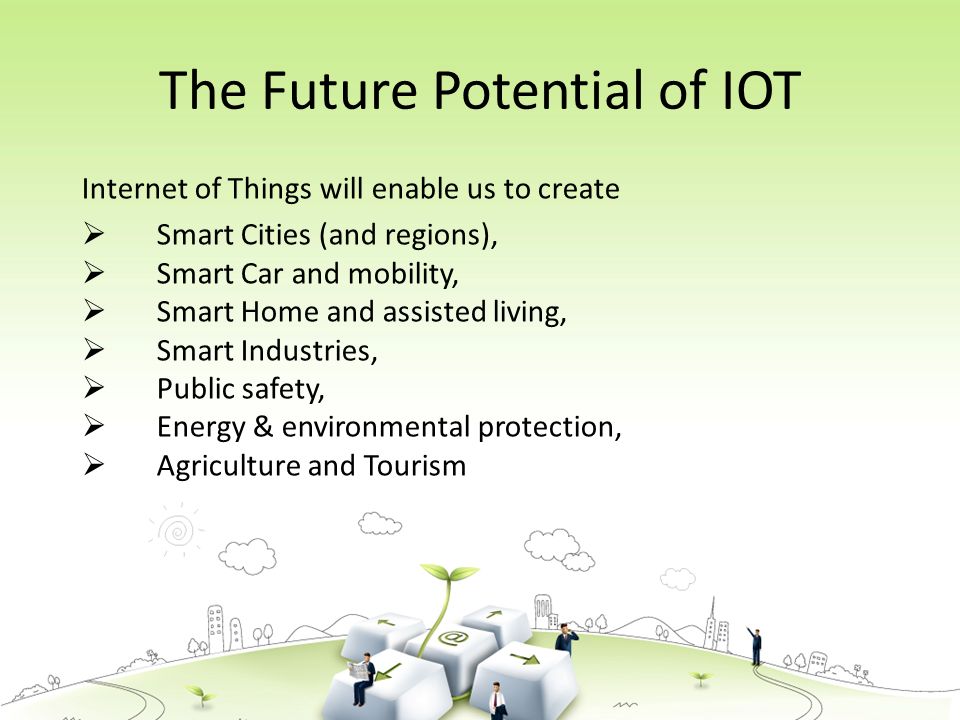 The Future Potential of IOT
Internet of Things will enable us to create
➢ Smart Cities (and regions),
➢ Smart Car and mobility,
➢ Smart Home and assisted living,
➢ Smart Industries,
➢ Public safety,
➢ Energy & environmental protection,
➢ Agriculture and Tourism
@